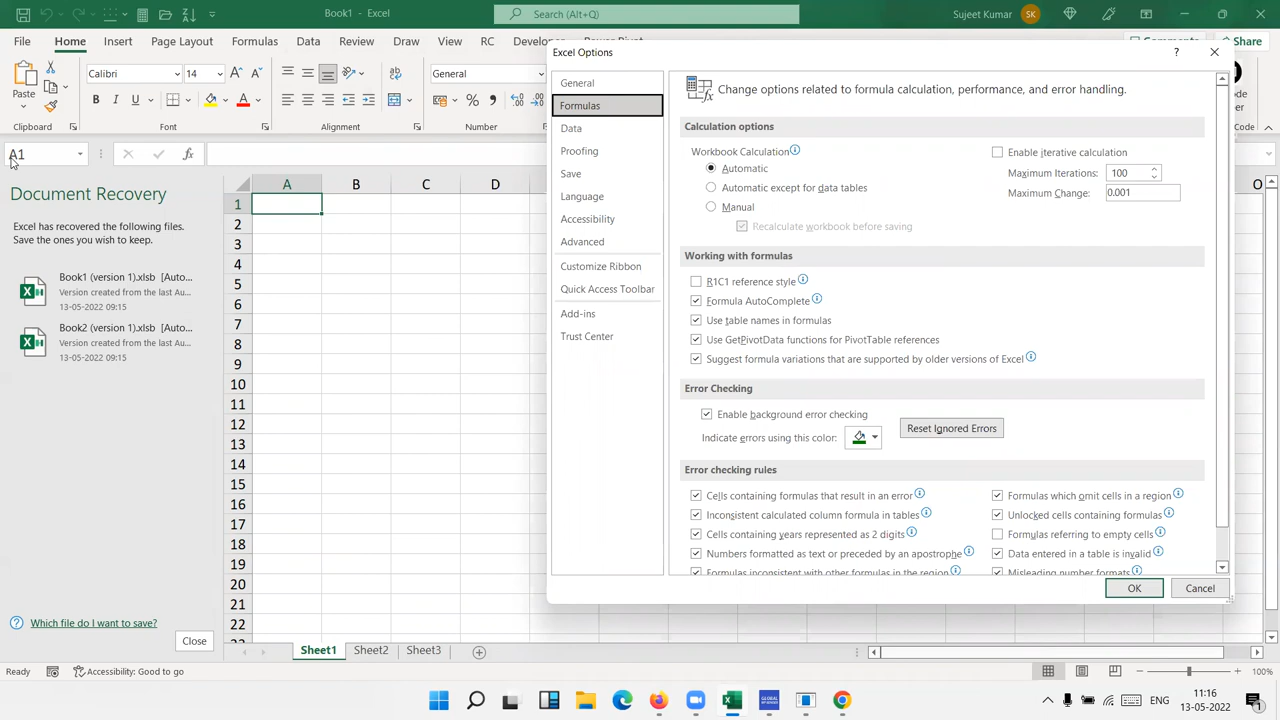 Book1 - Excel
Search (Alt+Q)
Sujeet Kumar
SK
File
Home
Insert
Page Layout
Formulas
Data
Review
View
Draw
RC
Comments
Share
Paste
Calibri
14
General
Clipboard
Font
Alignment
Number
A1
fx
Document Recovery
Excel has recovered the following files.
Save the ones you wish to keep.
Book1 (version 1).xlsb [Auto...
Version created from the last Au...
13-05-2022 09:15
Book2 (version 1).xlsb [Auto...
Version created from the last Au...
13-05-2022 09:15
Which file do I want to save?
Close
A B C D O
1
2
3
4
5
6
7
8
9
10
11
12
13
14
15
16
17
18
19
20
21
22
Excel Options
General
Formulas
Data
Proofing
Save
Language
Accessibility
Advanced
Customize Ribbon
Quick Access Toolbar
Add-ins
Trust Center
Change options related to formula calculation, performance, and error handling.
Calculation options
Workbook Calculation
Automatic
Automatic except for data tables
Manual
Recalculate workbook before saving
Enable iterative calculation
Maximum Iterations: 100
Maximum Change: 0.001
Working with formulas
R1C1 reference style
Formula AutoComplete
Use table names in formulas
Use GetPivotData functions for PivotTable references
Suggest formula variations that are supported by older versions of Excel
Error Checking
Enable background error checking
Indicate errors using this color:
Reset Ignored Errors
Error checking rules
Cells containing formulas that result in an error
Inconsistent calculated column formula in tables
Cells containing years represented as 2 digits
Numbers formatted as text or preceded by an apostrophe
Formulas inconsistent with other formulas in the region
Formulas which omit cells in a region
Unlocked cells containing formulas
Formulas referring to empty cells
Data entered in a table is invalid
Misleading number formats
OK
Cancel
Sheet1 Sheet2 Sheet3
Ready
Accessibility: Good to go
100%
ENG
11:16
13-05-2022